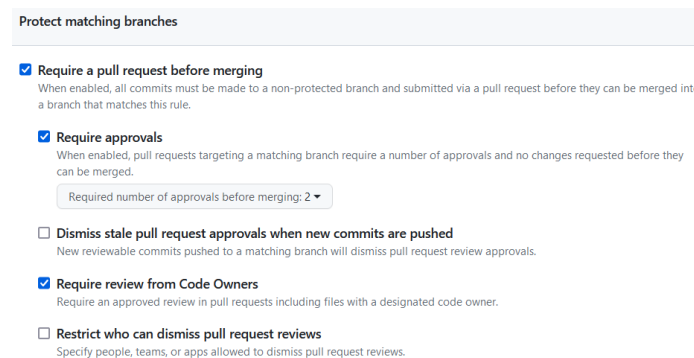 Protect matching branches
Require a pull request before merging
When enabled, all commits must be made to a non-protected branch and submitted via a pull request before they can be merged int
a branch that matches this rule.
Require approvals
When enabled, pull requests targeting a matching branch require a number of approvals and no changes requested before they
can be merged.
Required number of approvals before merging: 2
Dismiss stale pull request approvals when new commits are pushed
New reviewable commits pushed to a matching branch will dismiss pull request review approvals.
Require review from Code Owners
Require an approved review in pull requests including files with a designated code owner.
Restrict who can dismiss pull request reviews
Specify people, teams, or apps allowed to dismiss pull request reviews.